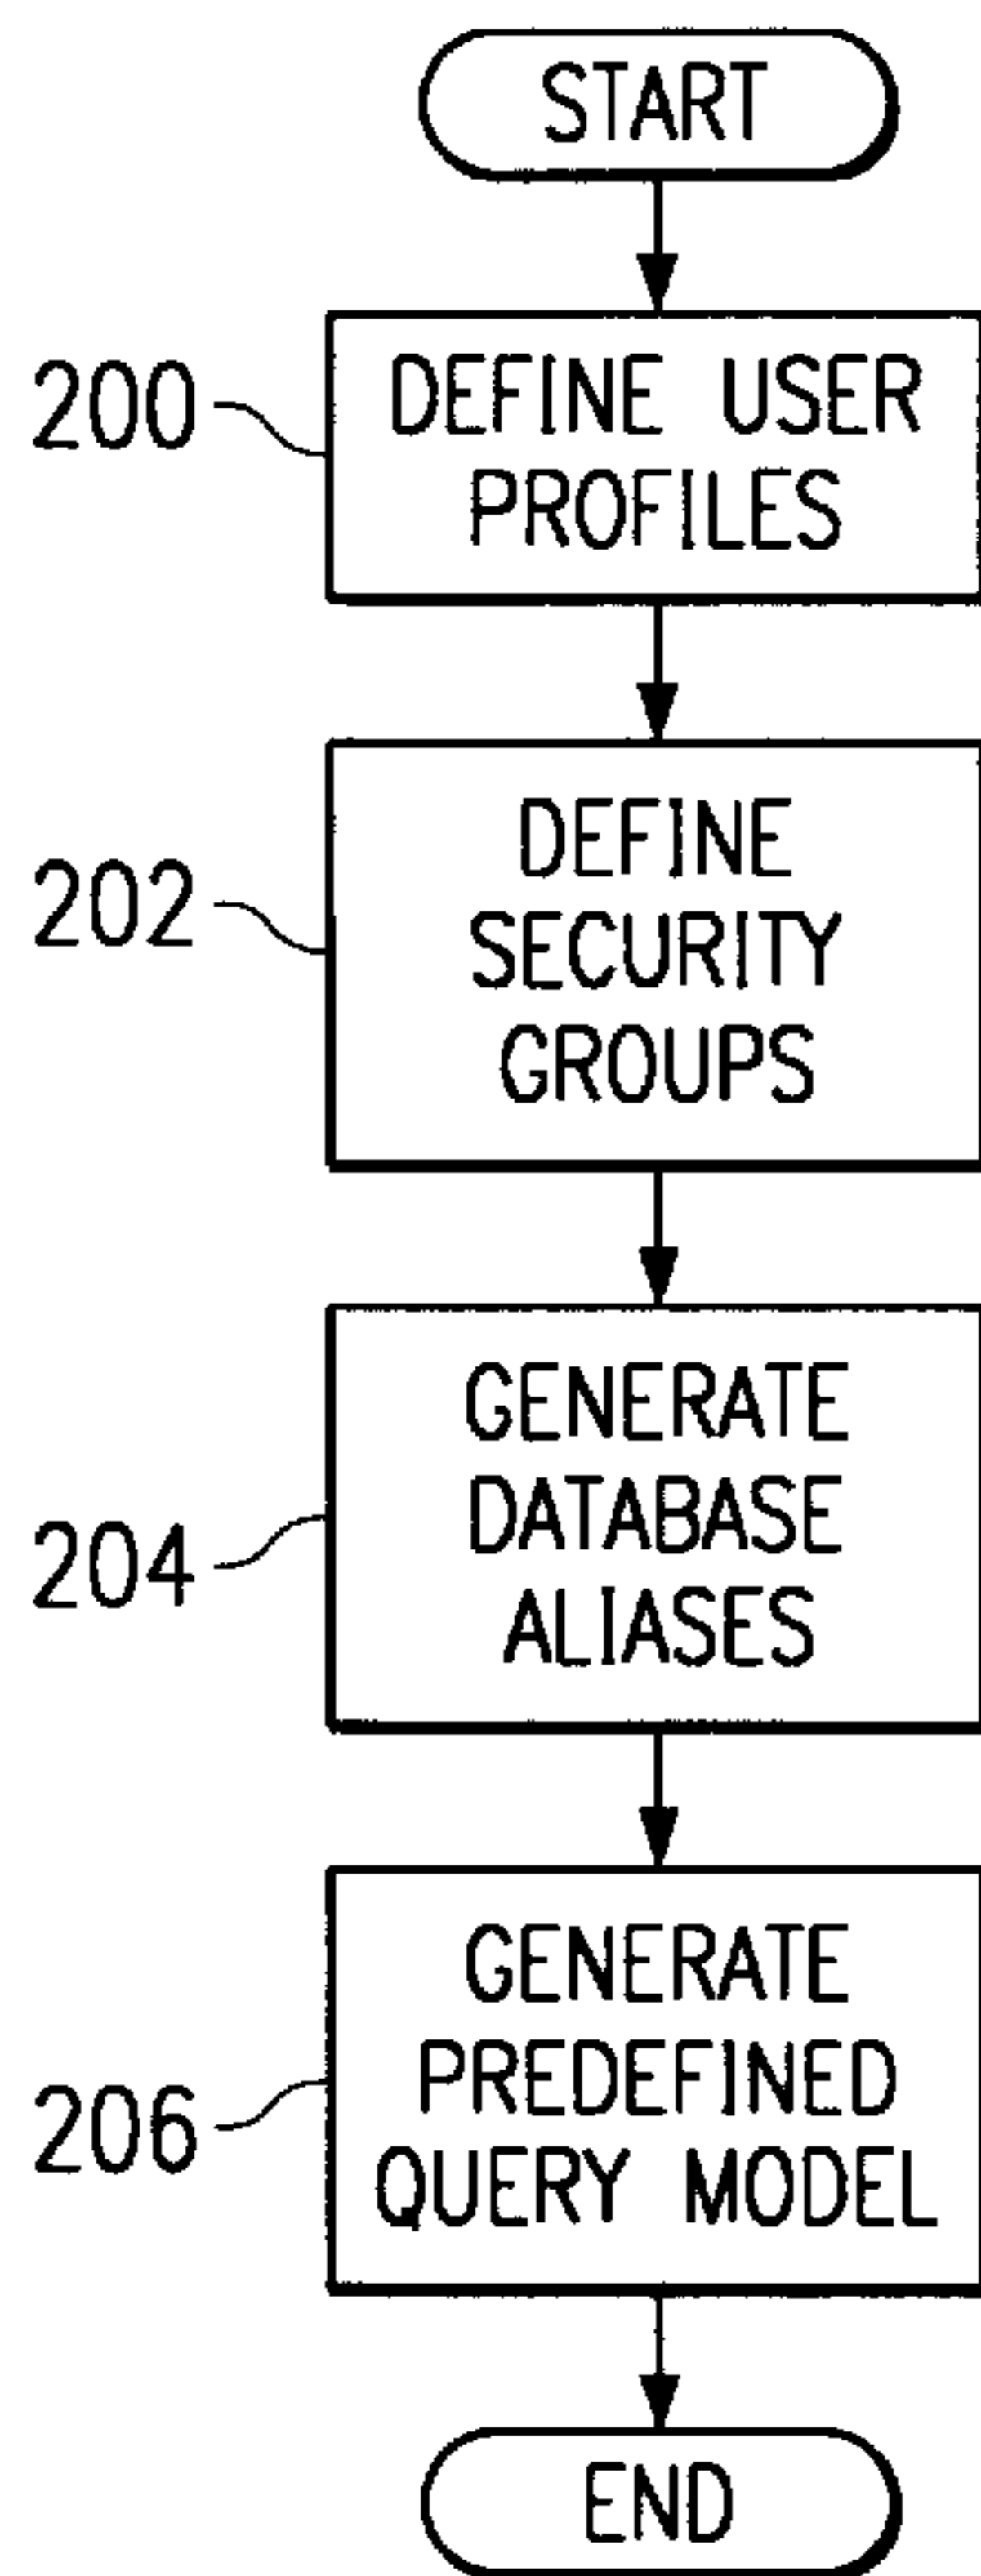 START
200
DEFINE USER
PROFILES
202
DEFINE
SECURITY
GROUPS
204
GENERATE
DATABASE
ALIASES
206
GENERATE
PREDEFINED
QUERY MODEL
END